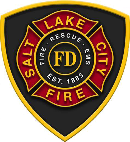 SALT LAKE CITY
FIRE
FIRE RESCUE EMS
FD
EST. 1883